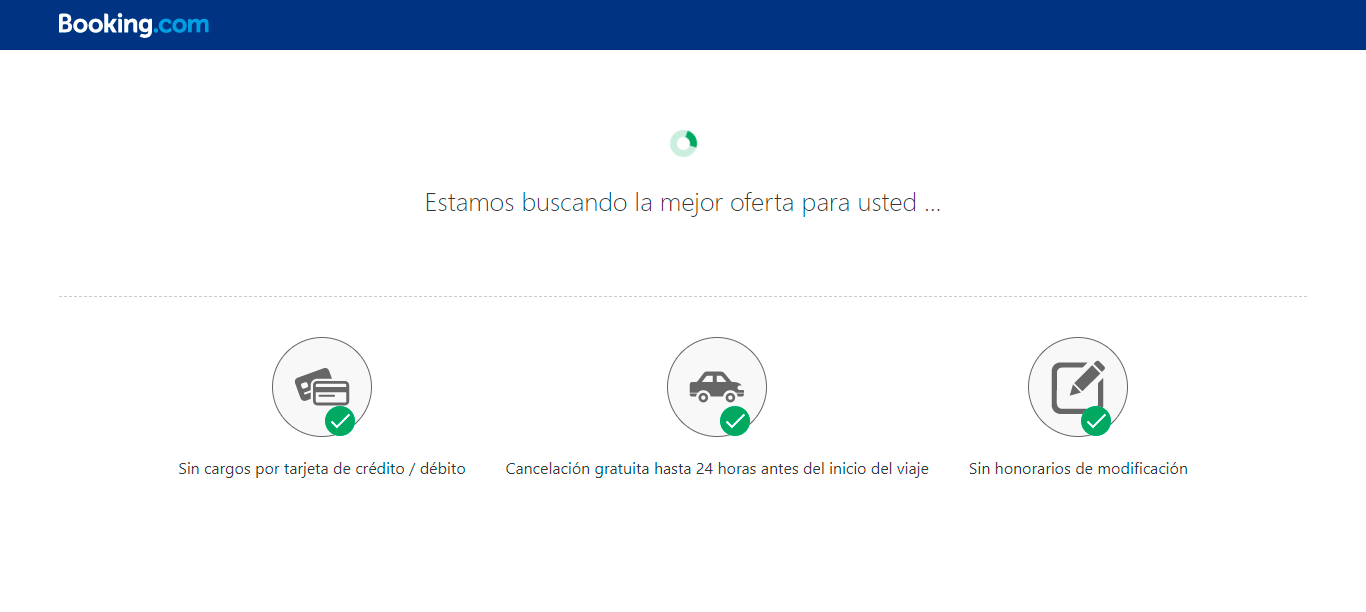 Booking.com
Estamos buscando la mejor oferta para usted ...
Sin cargos por tarjeta de crédito / débito
Cancelación gratuita hasta 24 horas antes del inicio del viaje
Sin honorarios de modificación